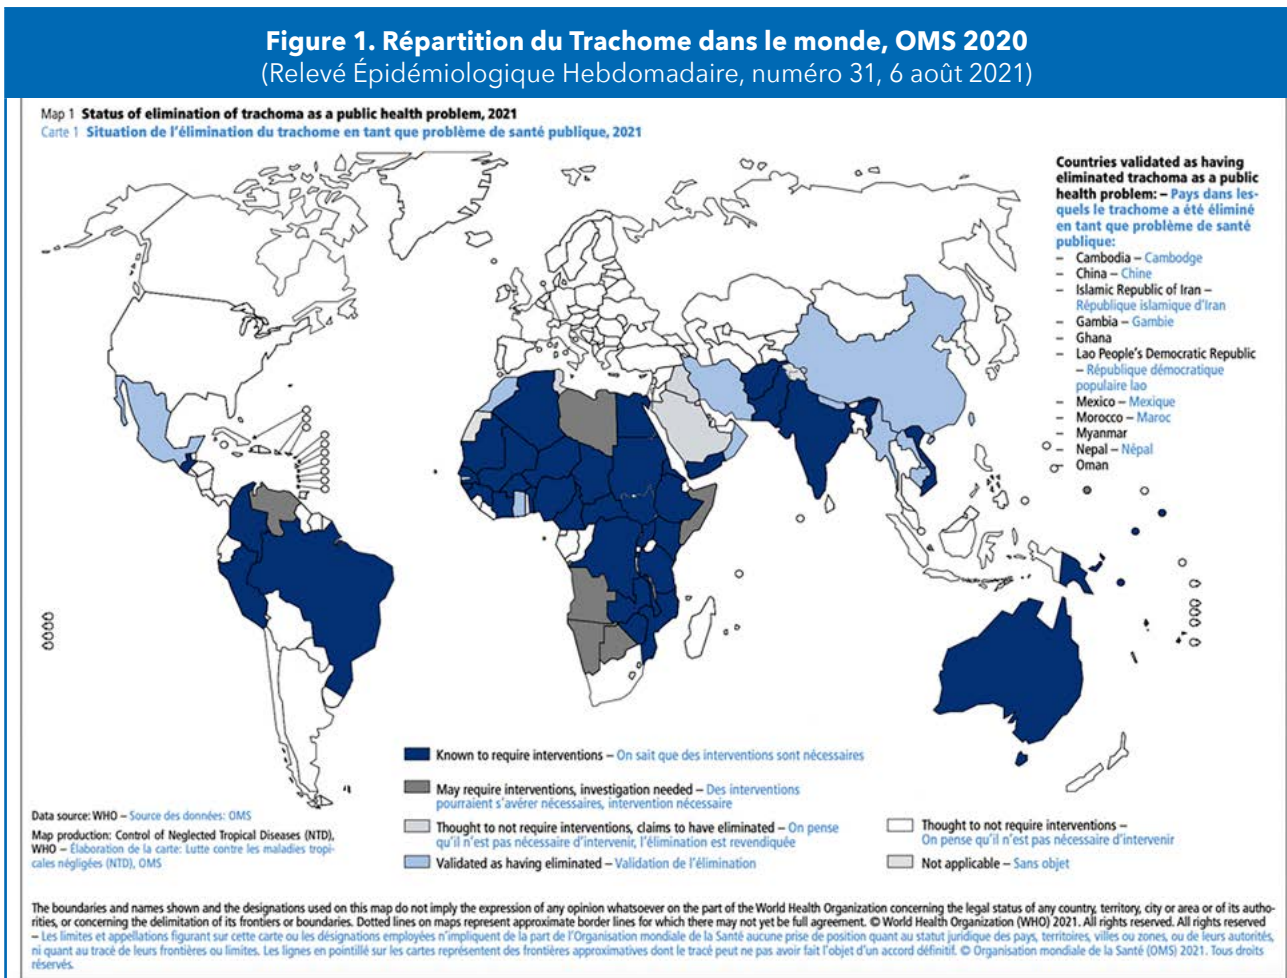 Figure 1. Répartition du Trachome dans le monde, OMS 2020
(Relevé Épidémiologique Hebdomadaire, numéro 31, 6 août 2021)
Map 1 Status of elimination of trachoma as a public health problem, 2021
Carte 1 Situation de l'élimination du trachome en tant que problème de santé publique, 2021
Countries validated as having
eliminated trachoma as a public
health problem: – Pays dans les-
quels le trachome a été éliminé
en tant que problème de santé
publique:
– Cambodia – Cambodge
– China – Chine
– Islamic Republic of Iran –
République islamique d'Iran
– Gambia – Gambie
– Ghana
– Lao People's Democratic Republic
– République démocratique
populaire lao
– Mexico – Mexique
– Morocco – Maroc
– Myanmar
– Nepal – Népal
– Oman
Known to require interventions – On sait que des interventions sont nécessaires
May require interventions, investigation needed – Des interventions
pourraient s'avérer nécessaires, intervention nécessaire
Thought to not require interventions, claims to have eliminated – On pense
qu'il n'est pas nécessaire d'intervenir, l'élimination est revendiquée
Validated as having eliminated – Validation de l'élimination
Thought to not require interventions –
On pense qu'il n'est pas nécessaire d'intervenir
Not applicable – Sans objet
Data source: WHO – Source des données: OMS
Map production: Control of Neglected Tropical Diseases (NTD),
WHO – Élaboration de la carte: Lutte contre les maladies tropi-
cales négligées (NTD), OMS
The boundaries and names shown and the designations used on this map do not imply the expression of any opinion whatsoever on the part of the World Health Organization concerning the legal status of any country, territory, city or area or of its autho-
rities, or concerning the delimitation of its frontiers or boundaries. Dotted lines on maps represent approximate border lines for which there may not yet be full agreement. © World Health Organization (WHO) 2021. All rights reserved. All rights reserved
– Les limites et appellations figurant sur cette carte ou les désignations employées n'impliquent de la part de l'Organisation mondiale de la Santé aucune prise de position quant au statut juridique des pays, territoires, villes ou zones, ou de leurs autorités,
ni quant au tracé de leurs frontières ou limites. Les lignes en pointillé sur les cartes représentent des frontières approximatives dont le tracé peut ne pas avoir fait l'objet d'un accord définitif. © Organisation mondiale de la Santé (OMS) 2021. Tous droits
réservés.